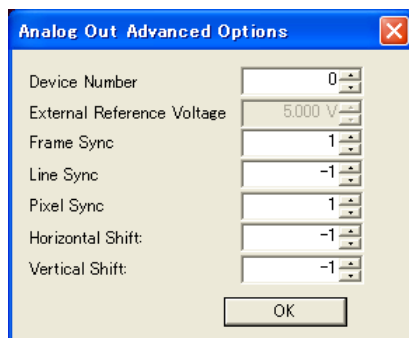 Analog Out Advanced Options
Device Number 0
External Reference Voltage 5.000 V
Frame Sync 1
Line Sync -1
Pixel Sync 1
Horizontal Shift: -1
Vertical Shift: -1
OK